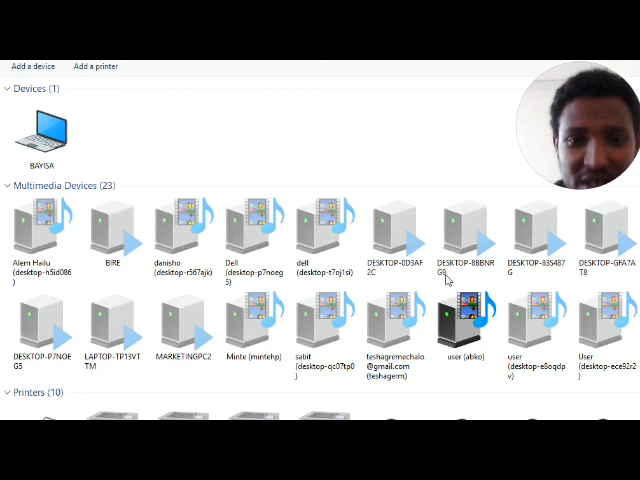 Add a device Add a printer
Devices (1)
BAYISA
Multimedia Devices (23)
Alem Hailu BIRE danisho Dell dell DESKTOP-0D3AF DESKTOP-8BBNR DESKTOP-83S487 DESKTOP-GFA7A
(desktop-h5id086 (desktop-r567ajk) (desktop-p7noeg (desktop-t7oj1si) 2C G9 G T8
) 5)
DESKTOP-P7NOE LAPTOP-TP13VT MARKETINGPC2 Minte (mintehp) sabit teshagremechalo user (abko) user User
G5 TM (desktop-qc07tp0 @gmail.com (desktop-e8oqdp (desktop-ece92r2
) (teshagerm) v) )
Printers (10)